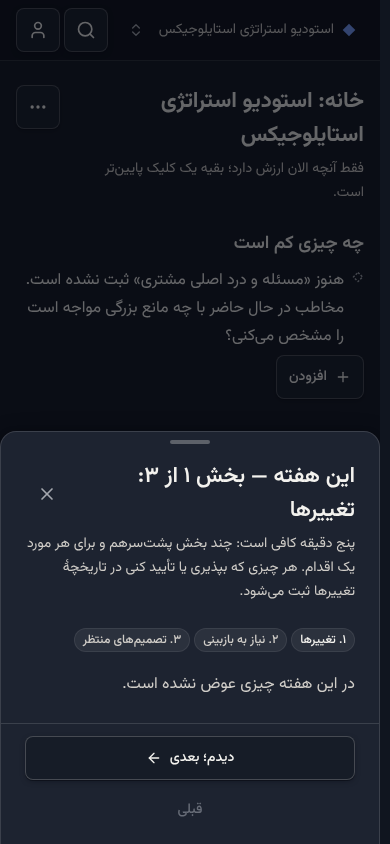 استودیو استراتژی استایلوجیکس
خانه: استودیو استراتژی
استایلوجیکس
فقط آنچه الان ارزش دارد؛ بقیه یک کلیک پایین‌تر
است.
چه چیزی کم است
هنوز «مسئله و درد اصلی مشتری» ثبت نشده است.
مخاطب در حال حاضر با چه مانع بزرگی مواجه است
را مشخص می‌کنی؟
افزودن
این هفته — بخش ۱ از ۳:
تغییرها
پنج دقیقه کافی است: چند بخش پشت‌سرهم و برای هر مورد
یک اقدام. هر چیزی که بپذیری یا تأیید کنی در تاریخچهٔ
تغییرها ثبت می‌شود.
۱. تغییرها
۲. نیاز به بازبینی
۳. تصمیم‌های منتظر
در این هفته چیزی عوض نشده است.
دیدم؛ بعدی
قبلی